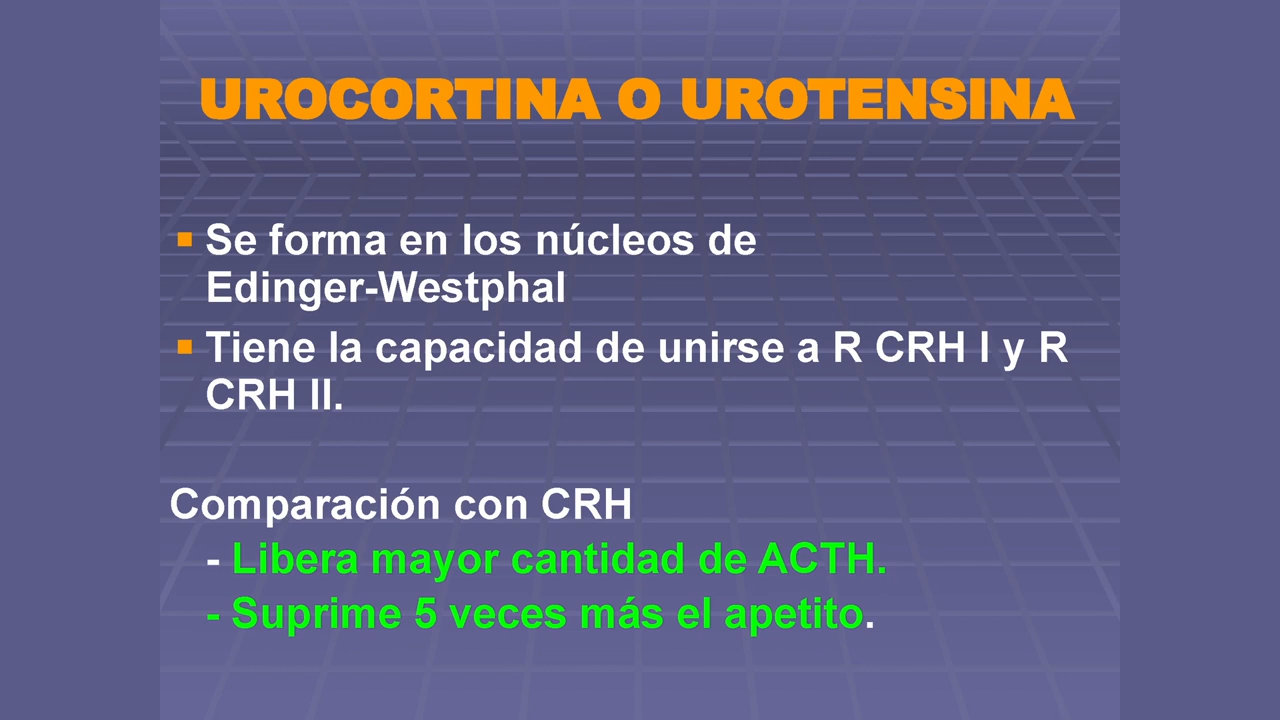 UROCORTINA O UROTENSINA
Se forma en los núcleos de
Edinger-Westphal
Tiene la capacidad de unirse a R CRH I y R
CRH II.
Comparación con CRH
- Libera mayor cantidad de ACTH.
- Suprime 5 veces más el apetito.